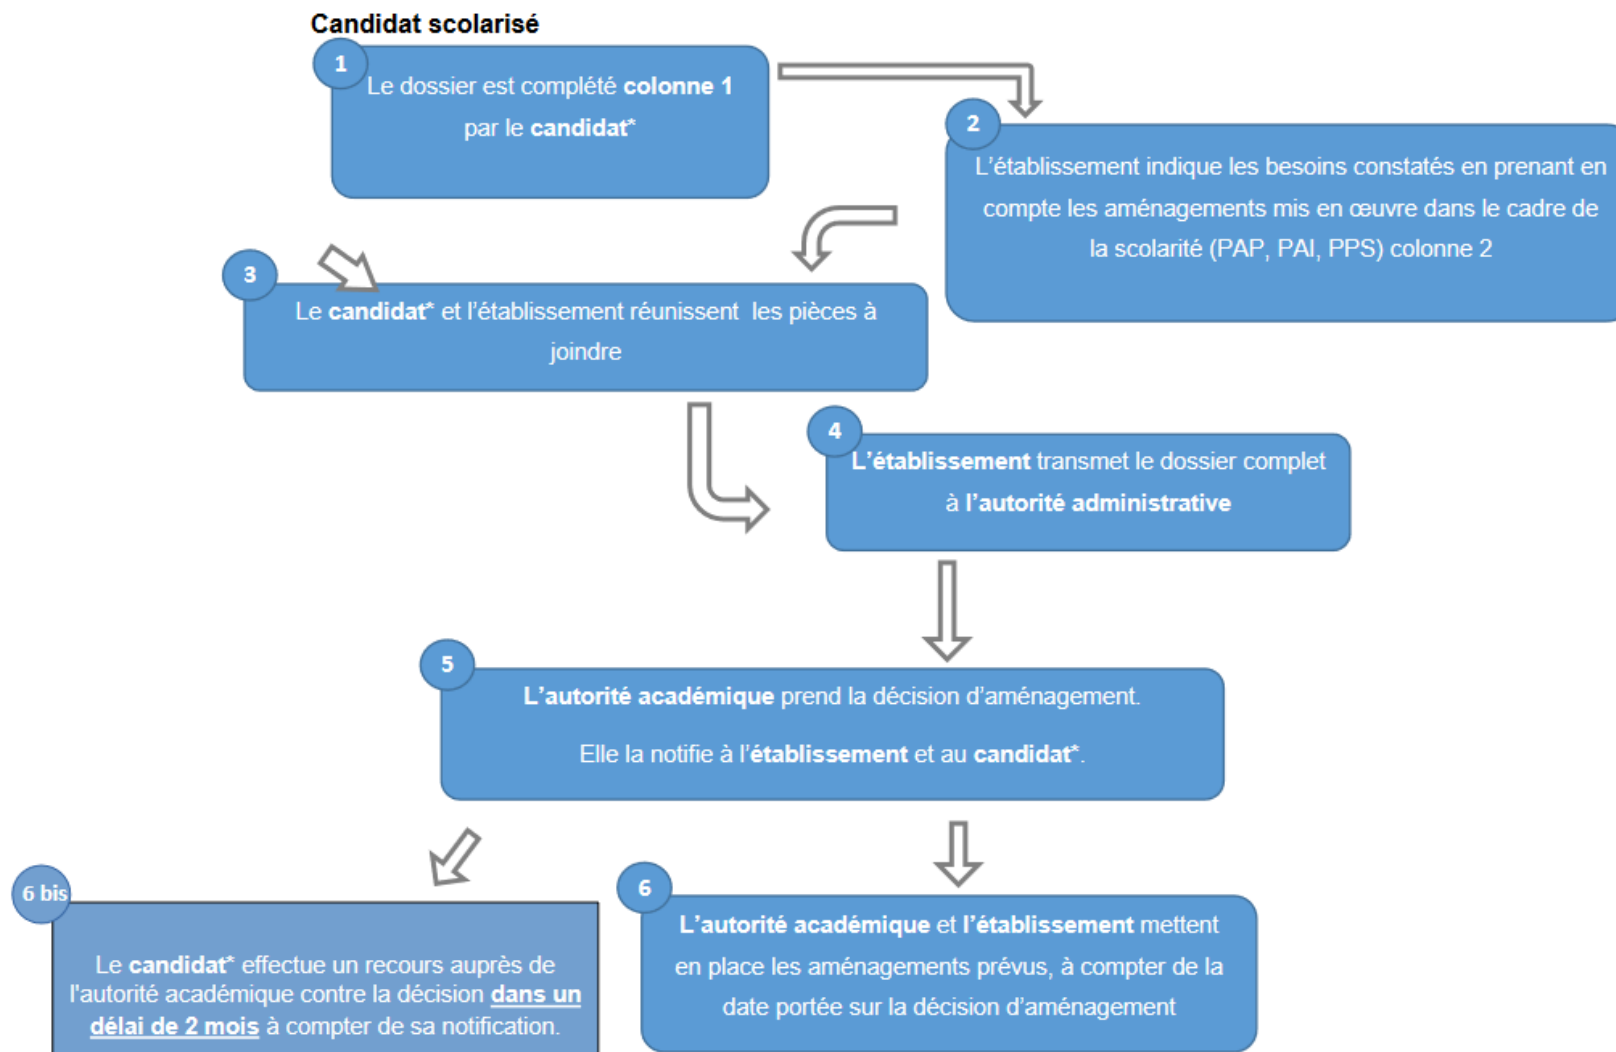 Candidat scolarisé
1
Le dossier est complété colonne 1
par le candidat*
2
L'établissement indique les besoins constatés en prenant en
compte les aménagements mis en œuvre dans le cadre de
la scolarité (PAP, PAI, PPS) colonne 2
3
Le candidat* et l'établissement réunissent les pièces à
joindre
4
L'établissement transmet le dossier complet
à l'autorité administrative
5
L'autorité académique prend la décision d'aménagement.
Elle la notifie à l'établissement et au candidat*.
6 bis
Le candidat* effectue un recours auprès de
l'autorité académique contre la décision dans un
délai de 2 mois à compter de sa notification.
6
L'autorité académique et l'établissement mettent
en place les aménagements prévus, à compter de la
date portée sur la décision d'aménagement